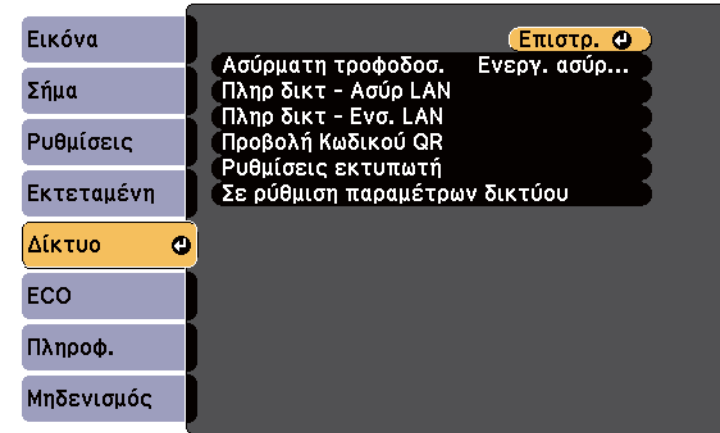 Εικόνα
Σήμα
Ρυθμίσεις
Εκτεταμένη
Δίκτυο
ECO
Πληροφ.
Μηδενισμός
Επιστρ.
Ασύρματη τροφοδοσ. Ενεργ. ασύρ...
Πληρ δικτ - Ασύρ LAN
Πληρ δικτ - Ενσ. LAN
Προβολή Κωδικού QR
Ρυθμίσεις εκτυπωτή
Σε ρύθμιση παραμέτρων δικτύου